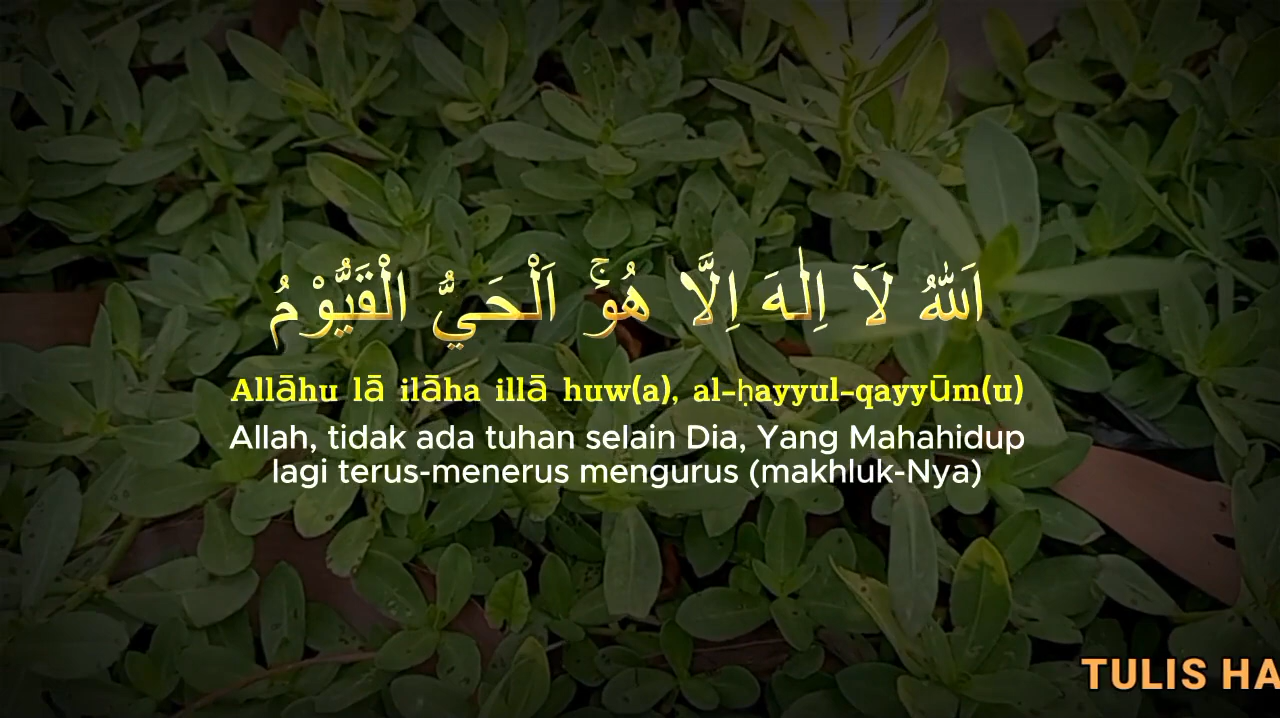 اَللّٰهُ لَآ اِلٰهَ اِلَّا هُوَۚ اَلْحَيُّ الْقَيُّوْمُ
Allāhu lā ilāha illā huw(a), al-ḥayyul-qayyūm(u)
Allah, tidak ada tuhan selain Dia, Yang Mahahidup
lagi terus-menerus mengurus (makhluk-Nya)
TULIS HA